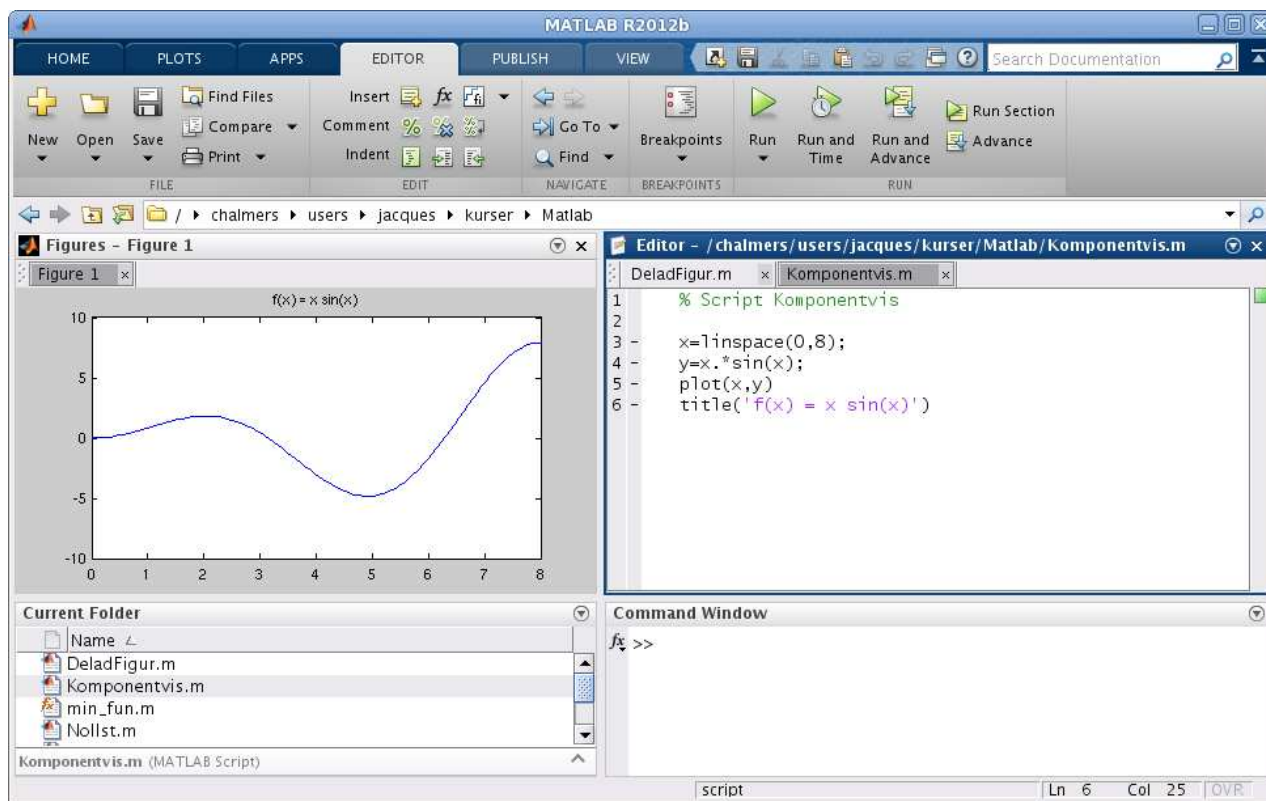 MATLAB R2012b
HOME PLOTS APPS EDITOR PUBLISH VIEW Search Documentation
New Open Save Find Files Compare Print
Insert fx fi
Comment % %
Indent
Go To
Find
Breakpoints
Run Run and Time Run and Advance Run Section Advance
FILE EDIT NAVIGATE BREAKPOINTS RUN
/ chalmers users jacques kurser Matlab
Figures - Figure 1
Figure 1
f(x) = x sin(x)
10
5
0
-5
-10
0 1 2 3 4 5 6 7 8
Editor - /chalmers/users/jacques/kurser/Matlab/Komponentvis.m
DeladFigur.m Komponentvis.m
1 % Script Komponentvis
2
3 - x=linspace(0,8);
4 - y=x.*sin(x);
5 - plot(x,y)
6 - title('f(x) = x sin(x)')
Current Folder
Name
DeladFigur.m
Komponentvis.m
min_fun.m
Nollst.m
Komponentvis.m (MATLAB Script)
Command Window
fx >>
script Ln 6 Col 25 OVR